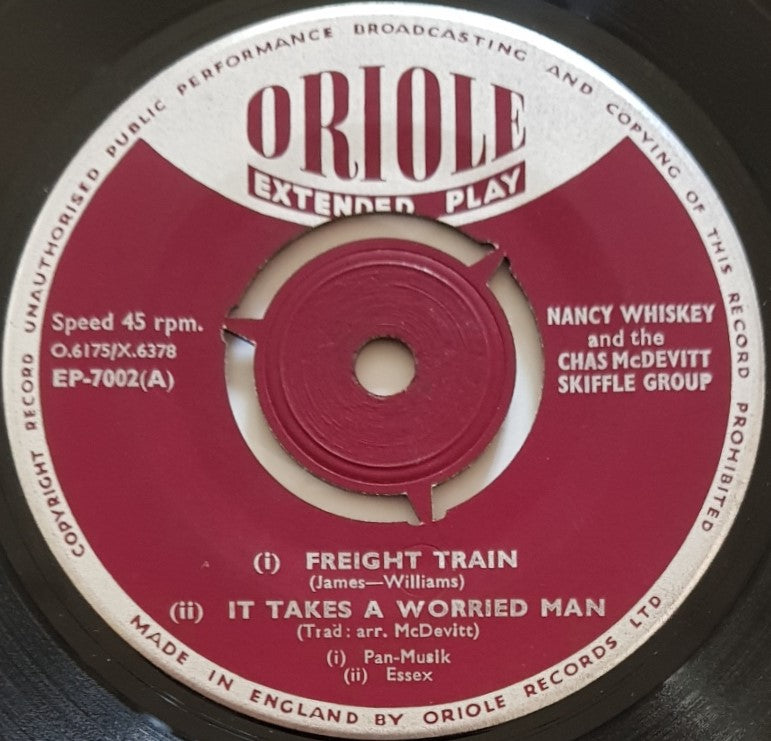 COPYRIGHT RECORD UNAUTHORISED PUBLIC PERFORMANCE BROADCASTING AND COPYING OF THIS RECORD PROHIBITED
ORIOLE
EXTENDED PLAY
Speed 45 rpm.
O.6175/X.6378
EP-7002(A)
NANCY WHISKEY
and the
CHAS McDEVITT
SKIFFLE GROUP
(i) FREIGHT TRAIN
(James—Williams)
(ii) IT TAKES A WORRIED MAN
(Trad: arr. McDevitt)
(i) Pan-Musik
(ii) Essex
MADE IN ENGLAND BY ORIOLE RECORDS LTD